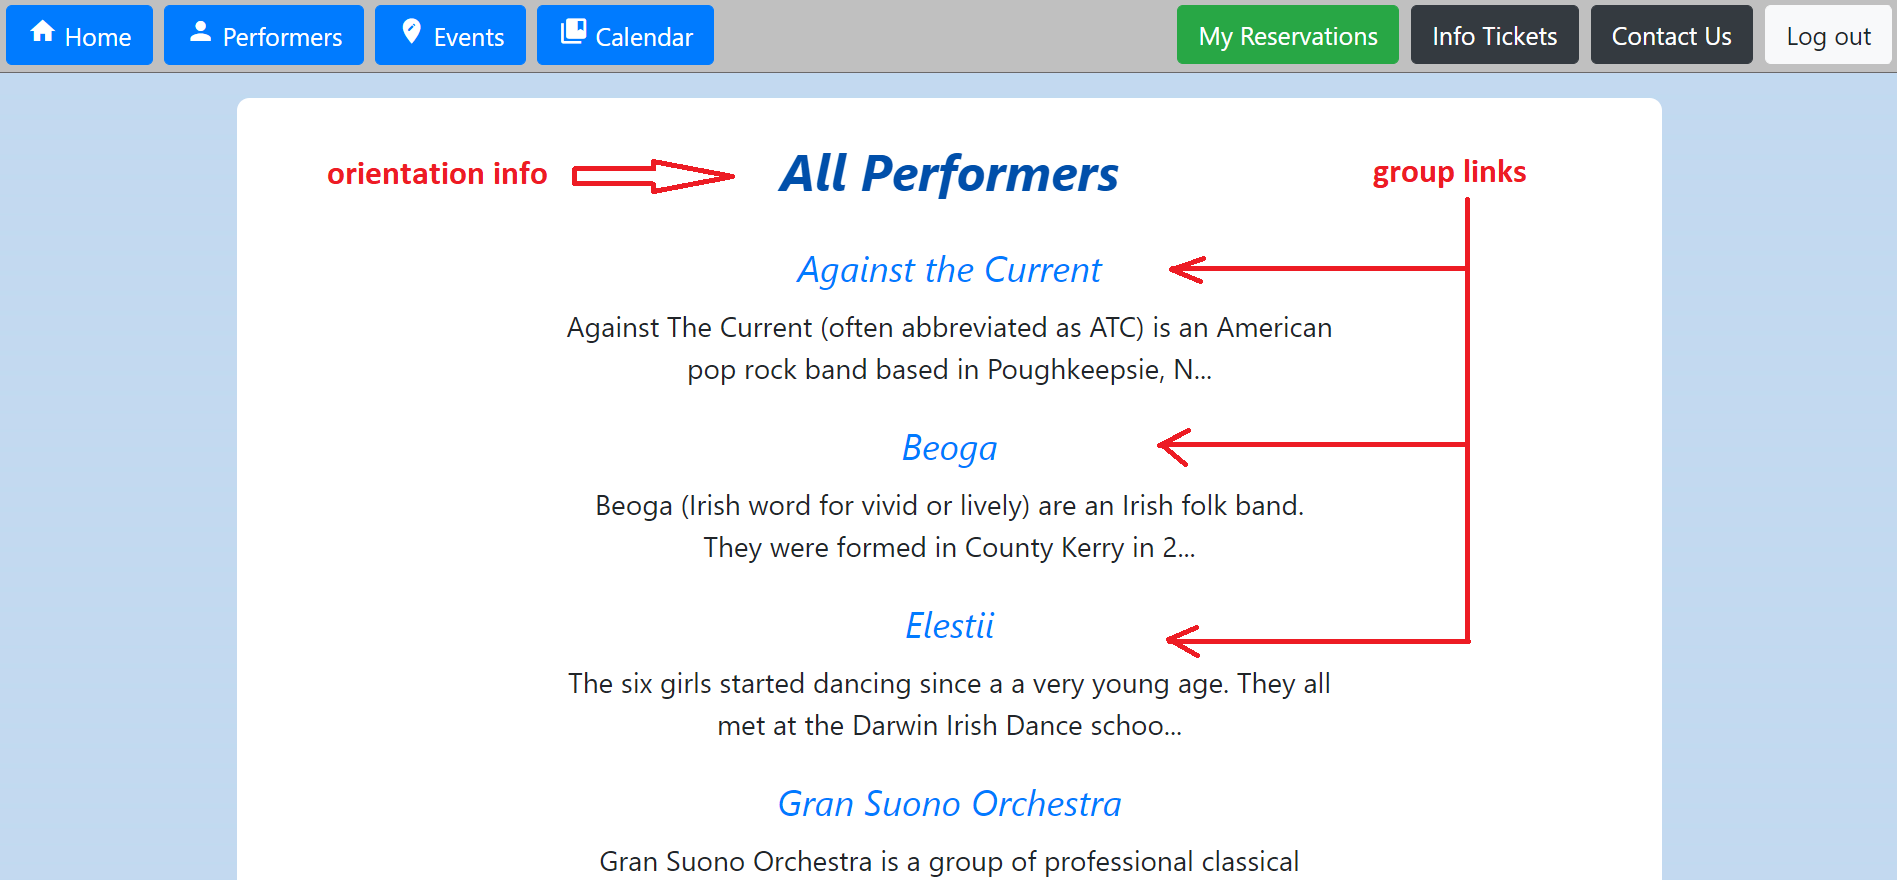 Home Performers Events Calendar My Reservations Info Tickets Contact Us Log out
orientation info All Performers group links
Against the Current
Against The Current (often abbreviated as ATC) is an American
pop rock band based in Poughkeepsie, N...
Beoga
Beoga (Irish word for vivid or lively) are an Irish folk band.
They were formed in County Kerry in 2...
Elestii
The six girls started dancing since a a very young age. They all
met at the Darwin Irish Dance schoo...
Gran Suono Orchestra
Gran Suono Orchestra is a group of professional classical